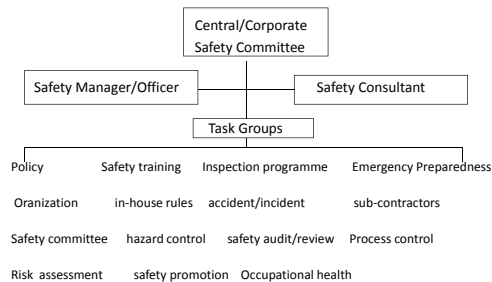 Central/Corporate
Safety Committee
Safety Manager/Officer
Safety Consultant
Task Groups
Policy Safety training Inspection programme Emergency Preparedness
Oranization in-house rules accident/incident sub-contractors
Safety committee hazard control safety audit/review Process control
Risk assessment safety promotion Occupational health